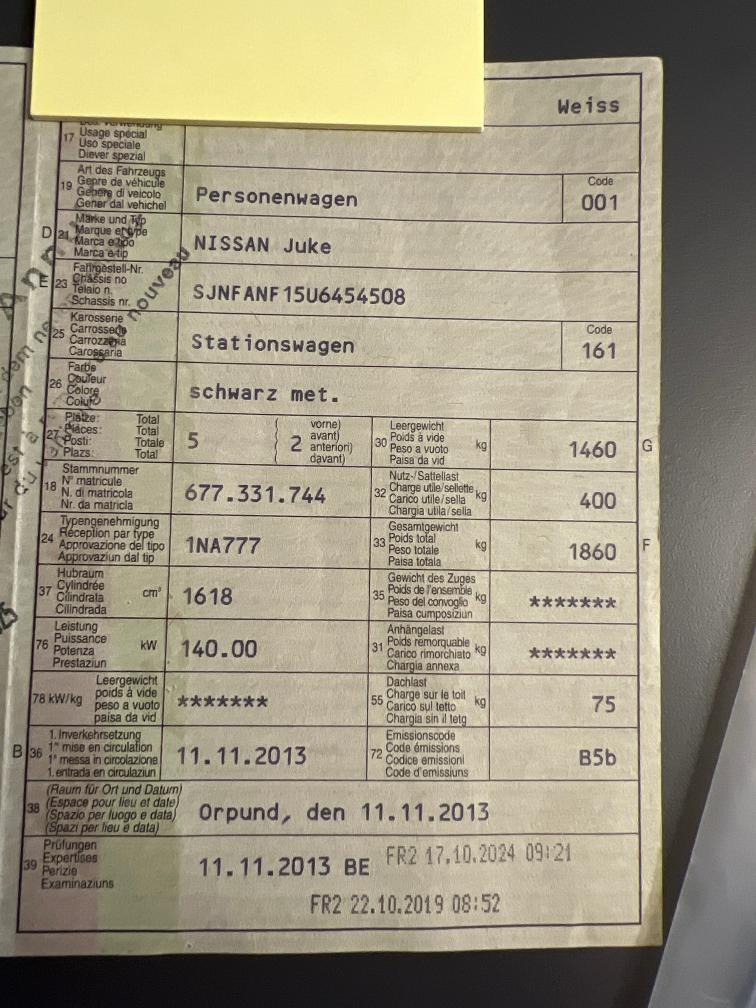 Weiss
17 Usage spécial
Uso speciale
Diever spezial
19 Art des Fahrzeugs
Genre de véhicule
Genere di veicolo
Gener dal vehichel
Personenwagen
Code
001
D 21 Marke und Typ
Marque et type
Marca e tipo
Marca e tip
NISSAN Juke
E 23 Fahrgestell-Nr.
Châssis no
Telaio n.
Schassis nr.
SJNFANF15U6454508
25 Karosserie
Carrosserie
Carrozzeria
Carossaria
Stationswagen
Code
161
26 Farbe
Couleur
Colore
Colur
schwarz met.
27 Plätze: Total
Places: Total
Posti: Totale
Plazs: Total
5
2 vorne)
avant)
anteriori)
davant)
30 Leergewicht
Poids à vide
Peso a vuoto
Paisa da vid
kg
1460 G
18 Stammnummer
N° matricule
N. di matricola
Nr. da matricla
677.331.744
32 Nutz-/Sattellast
Charge utile/sellette
Carico utile/sella
Chargia utila/sella
kg
400
24 Typengenehmigung
Réception par type
Approvazione del tipo
Approvaziun dal tip
1NA777
33 Gesamtgewicht
Poids total
Peso totale
Paisa totala
kg
1860 F
37 Hubraum
Cylindrée
Cilindrata
Cilindrada
cm³
1618
35 Gewicht des Zuges
Poids de l'ensemble
Peso del convoglio
Paisa cumposiziun
kg
*******
76 Leistung
Puissance
Potenza
Prestaziun
kW
140.00
31 Anhängelast
Poids remorquable
Carico rimorchiato
Chargia annexa
kg
*******
78 kW/kg Leergewicht
poids à vide
peso a vuoto
paisa da vid
*******
55 Dachlast
Charge sur le toit
Carico sul tetto
Chargia sin il tetg
kg
75
B 36 1. Inverkehrsetzung
1re mise en circulation
1a messa in circolazione
1. entrada en circulaziun
11.11.2013
72 Emissionscode
Code émissions
Codice emissioni
Code d'emissiuns
B5b
38 (Raum für Ort und Datum)
(Espace pour lieu et date)
(Spazio per luogo e data)
(Spazi per lieu e data)
Orpund, den 11.11.2013
39 Prüfungen
Expertises
Perizie
Examinaziuns
11.11.2013 BE
FR2 17.10.2024 09:21
FR2 22.10.2019 08:52
nouveau